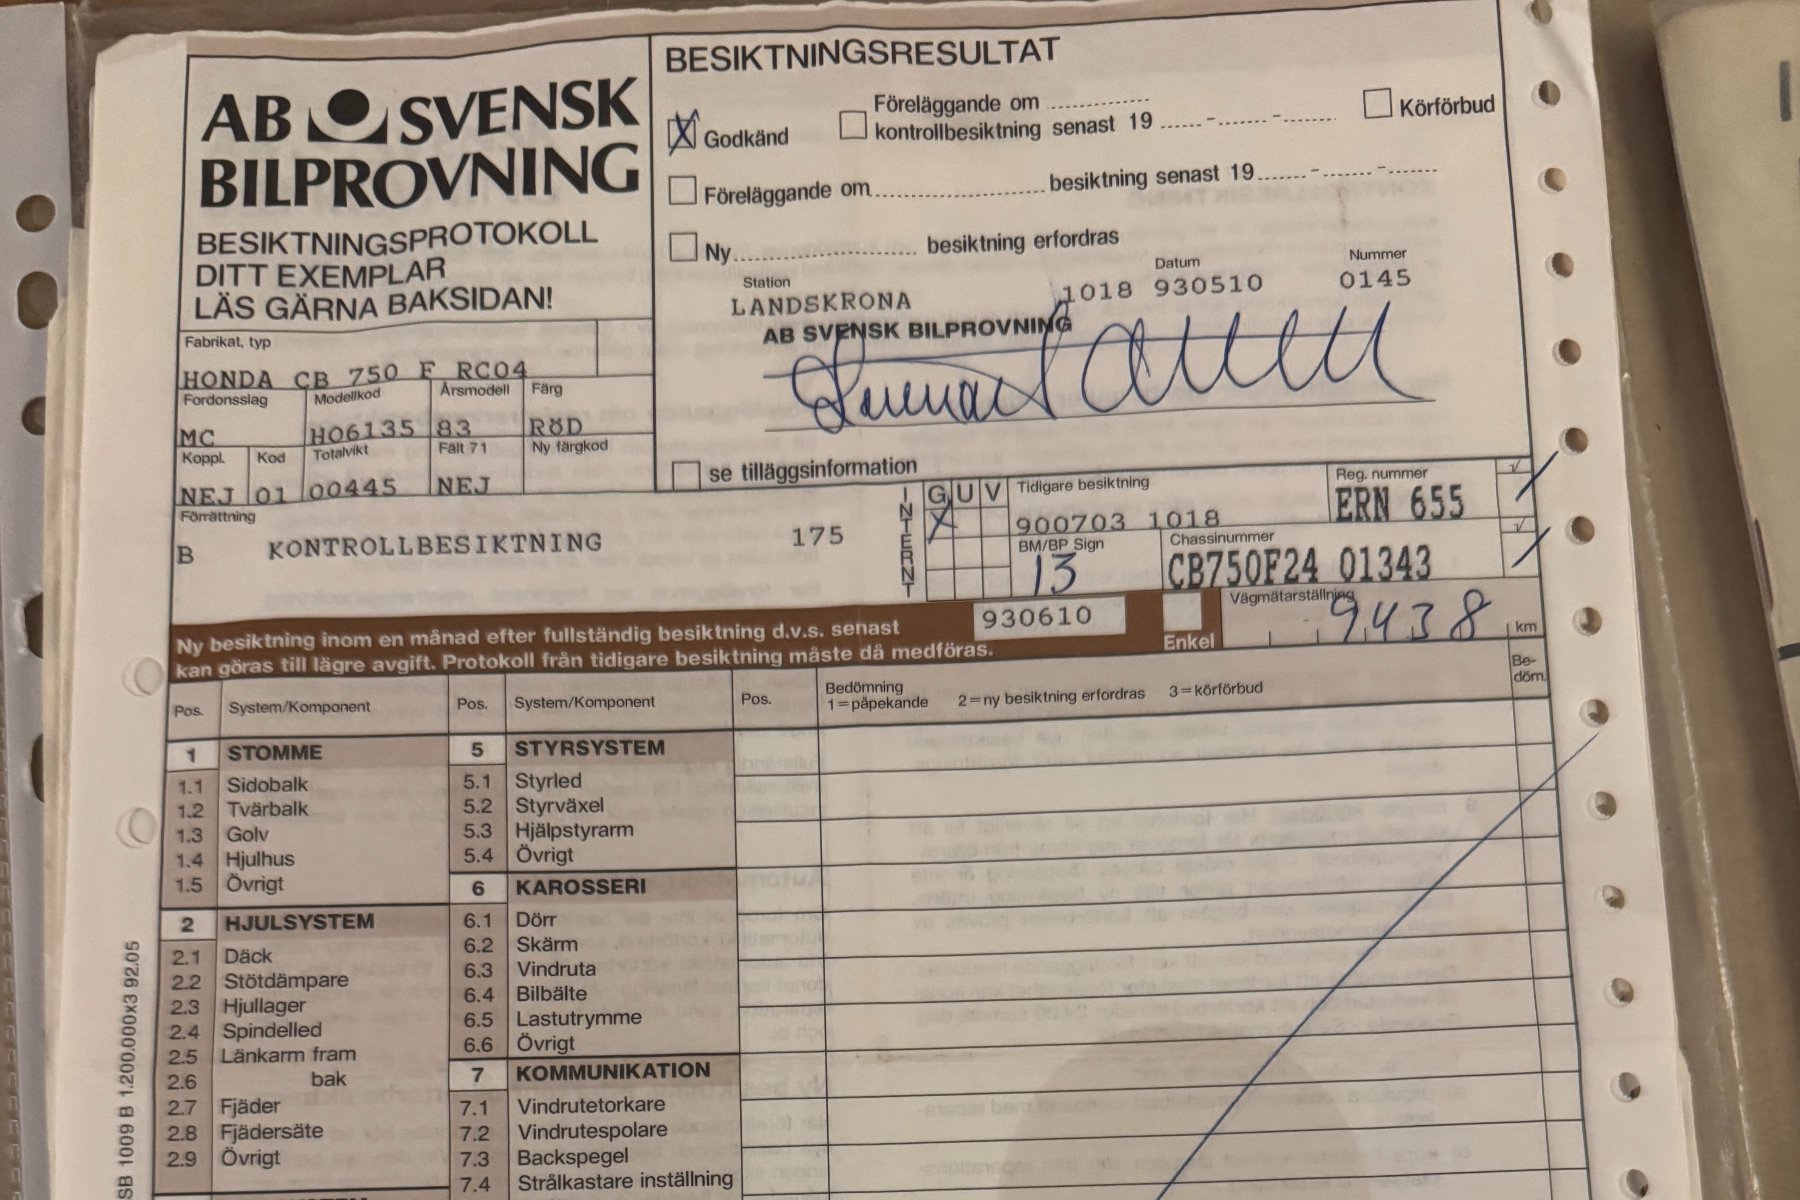 AB SVENSK
BILPROVNING
BESIKTNINGSPROTOKOLL
DITT EXEMPLAR
LÄS GÄRNA BAKSIDAN!
BESIKTNINGSRESULTAT
X Godkänd
Föreläggande om
kontrollbesiktning senast 19 - -
Körförbud
Föreläggande om besiktning senast 19 - -
Ny besiktning erfordras
Station Datum Nummer
LANDSKRONA 1018 930510 0145
AB SVENSK BILPROVNING
se tilläggsinformation
Fabrikat, typ
HONDA CB 750 F RC04
Fordonsslag Modellkod Årsmodell Färg
MC HO6135 83 RÖD
Koppl. Kod Totalvikt Fält 71 Ny färgkod
NEJ 01 00445 NEJ
Förrättning
B KONTROLLBESIKTNING 175
INTERNT
G U V
X
Tidigare besiktning
900703 1018
Reg. nummer
ERN 655
BM/BP Sign
13
Chassinummer
CB750F24 01343
Ny besiktning inom en månad efter fullständig besiktning d.v.s. senast 930610
kan göras till lägre avgift. Protokoll från tidigare besiktning måste då medföras.
Enkel
Vägmätarställning
9438 km
Pos. System/Komponent Pos. System/Komponent Pos. Bedömning
1=påpekande 2=ny besiktning erfordras 3=körförbud
Be-
döm.
1 STOMME
1.1 Sidobalk
1.2 Tvärbalk
1.3 Golv
1.4 Hjulhus
1.5 Övrigt
2 HJULSYSTEM
2.1 Däck
2.2 Stötdämpare
2.3 Hjullager
2.4 Spindelled
2.5 Länkarm fram
2.6 bak
2.7 Fjäder
2.8 Fjädersäte
2.9 Övrigt
5 STYRSYSTEM
5.1 Styrled
5.2 Styrväxel
5.3 Hjälpstyrarm
5.4 Övrigt
6 KAROSSERI
6.1 Dörr
6.2 Skärm
6.3 Vindruta
6.4 Bilbälte
6.5 Lastutrymme
6.6 Övrigt
7 KOMMUNIKATION
7.1 Vindrutetorkare
7.2 Vindrutespolare
7.3 Backspegel
7.4 Strålkastare inställning
SB 1009 B 1.200.000x3 92.05